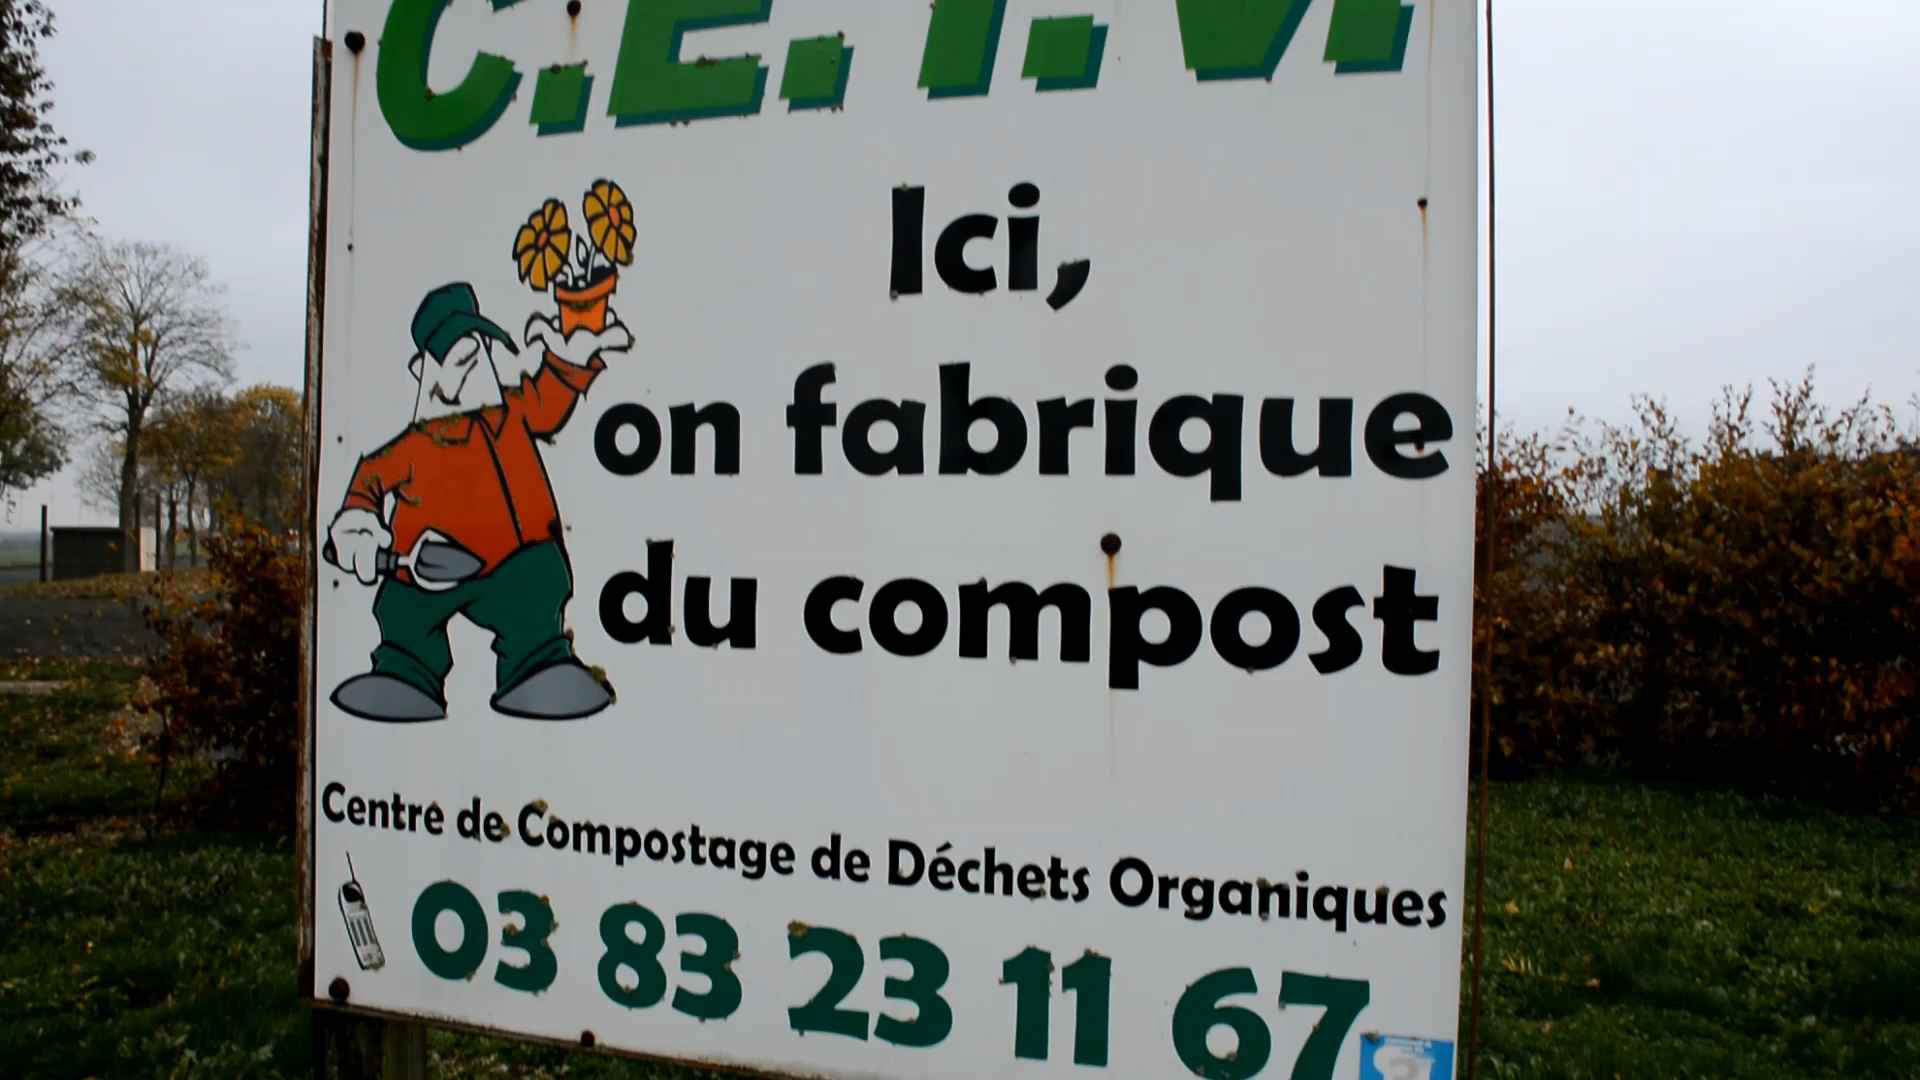 Ici,
on fabrique
du compost
Centre de Compostage de Déchets Organiques
03 83 23 11 67